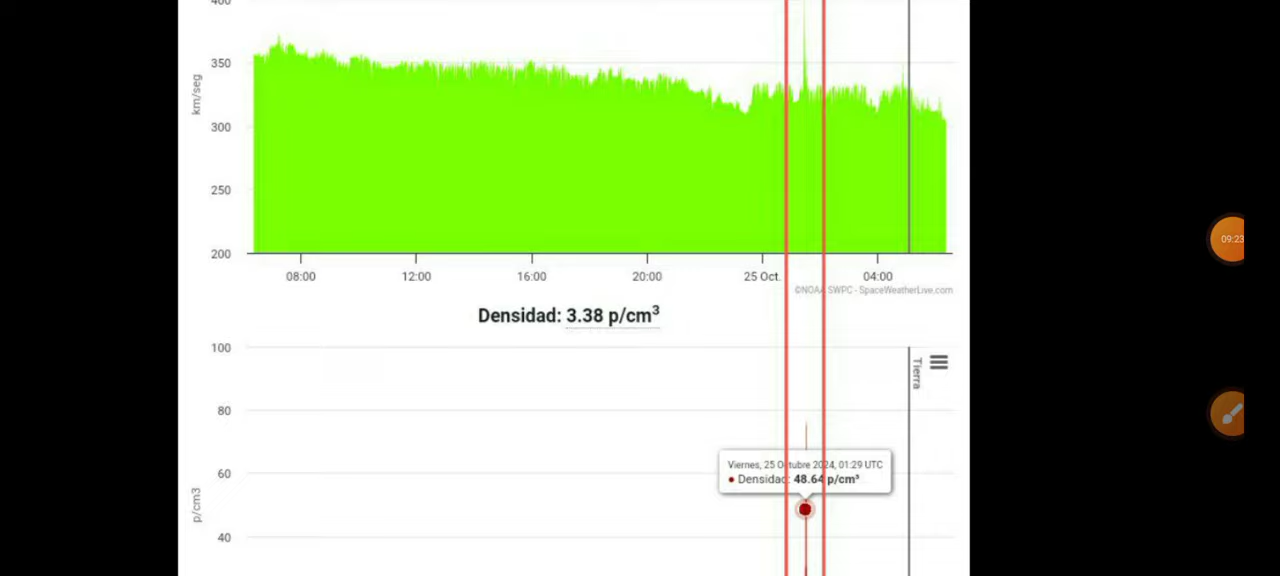 400
350
km/seg
300
250
200
08:00 12:00 16:00 20:00 25 Oct. 04:00
©NOAA SWPC - SpaceWeatherLive.com
Densidad: 3.38 p/cm³
100
Tierra
80
Viernes, 25 Octubre 2024, 01:29 UTC
60
Densidad: 48.64 p/cm³
p/cm3
40
09:23